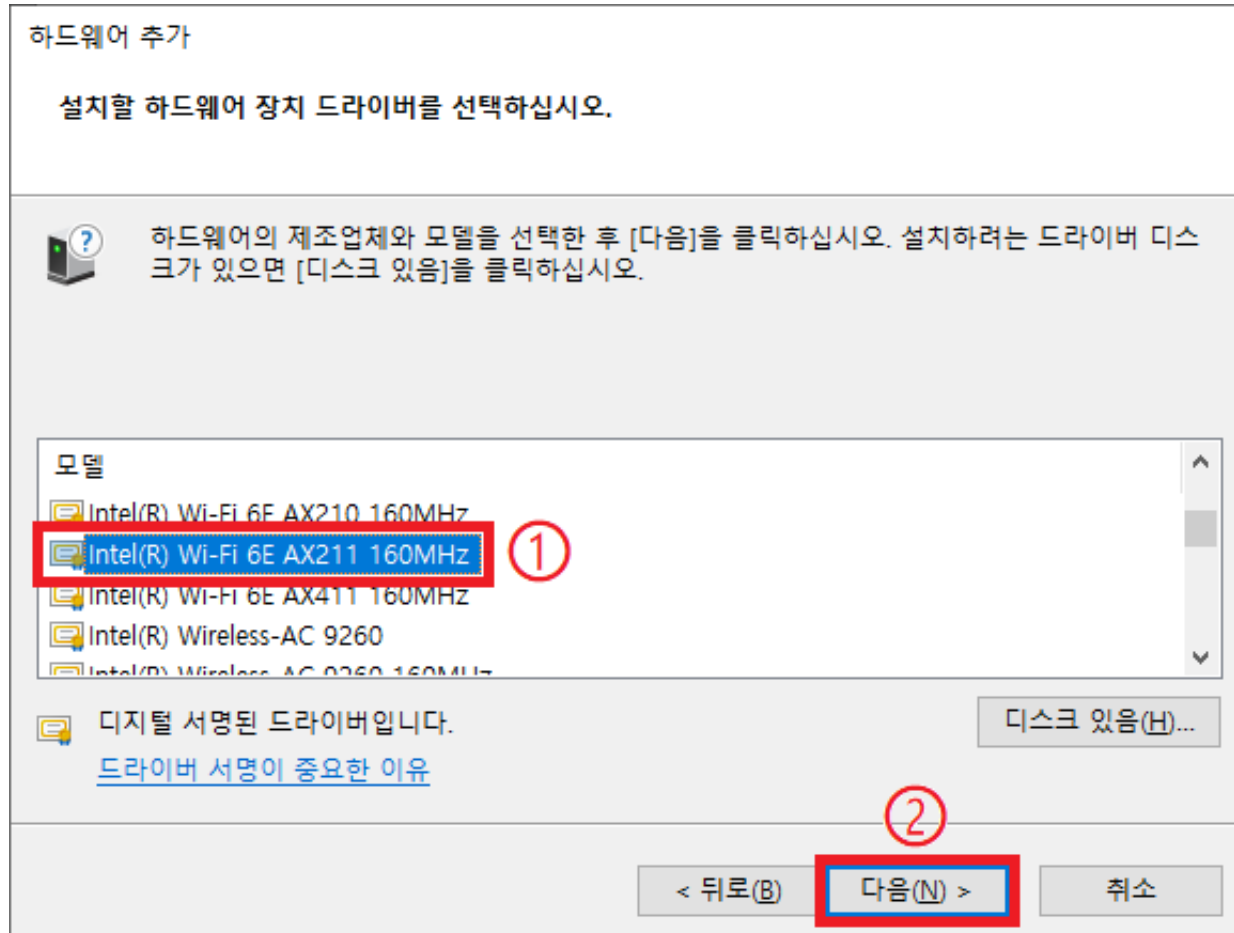 하드웨어 추가
설치할 하드웨어 장치 드라이버를 선택하십시오.
하드웨어의 제조업체와 모델을 선택한 후 [다음]을 클릭하십시오. 설치하려는 드라이버 디스
크가 있으면 [디스크 있음]을 클릭하십시오.
모델
Intel(R) Wi-Fi 6E AX210 160MHz
Intel(R) Wi-Fi 6E AX211 160MHz
①
Intel(R) Wi-Fi 6E AX411 160MHz
Intel(R) Wireless-AC 9260
Intel(R) Wireless-AC 9260 160MHz
디지털 서명된 드라이버입니다.
디스크 있음(H)...
드라이버 서명이 중요한 이유
②
< 뒤로(B)
다음(N) >
취소